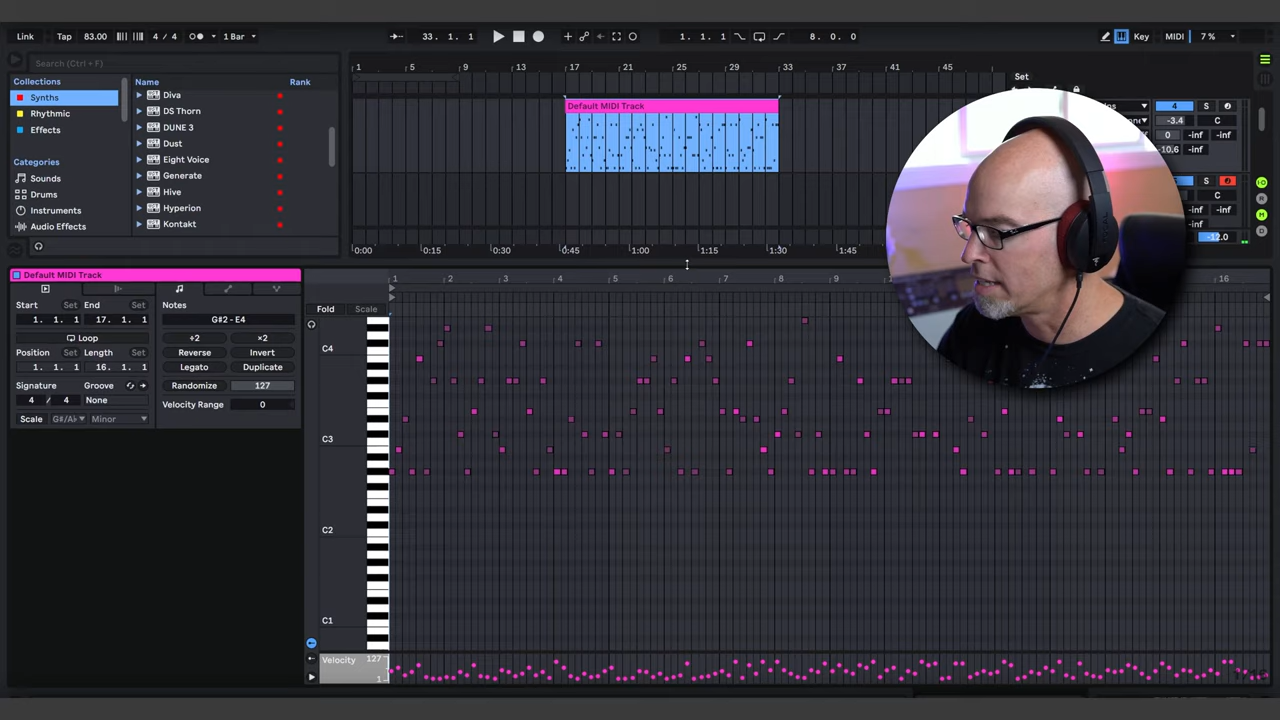 Link Tap 83.00 4 / 4 1 Bar 33. 1. 1 1. 1. 1 8. 0. 0 Key MIDI 7 %
Search (Ctrl + F)
Collections
Synths
Rhythmic
Effects
Categories
Sounds
Drums
Instruments
Audio Effects
Name Rank
Diva
DS Thorn
DUNE 3
Dust
Eight Voice
Generate
Hive
Hyperion
Kontakt
1 5 9 13 17 21 25 29 33 37 41 45
Set
Default MIDI Track
0:00 0:15 0:30 0:45 1:00 1:15 1:30 1:45
4 S
-3.4 C
0 -inf
-10.6 -inf
S
C
-inf -inf
-inf
-12.0
Default MIDI Track
Start Set End Set
1. 1. 1 17. 1. 1
Loop
Position Length
1. 1. 1 16. 1. 1
Signature Groove
4 / 4 None
Scale G#/A♭ Minor
Notes
G#2 - E4
÷2 ×2
Reverse Invert
Legato Duplicate
Randomize 127
Velocity Range 0
1 2 3 4 5 6 7 8 9 16
Fold Scale
C4
C3
C2
C1
Velocity 127
1
1/16